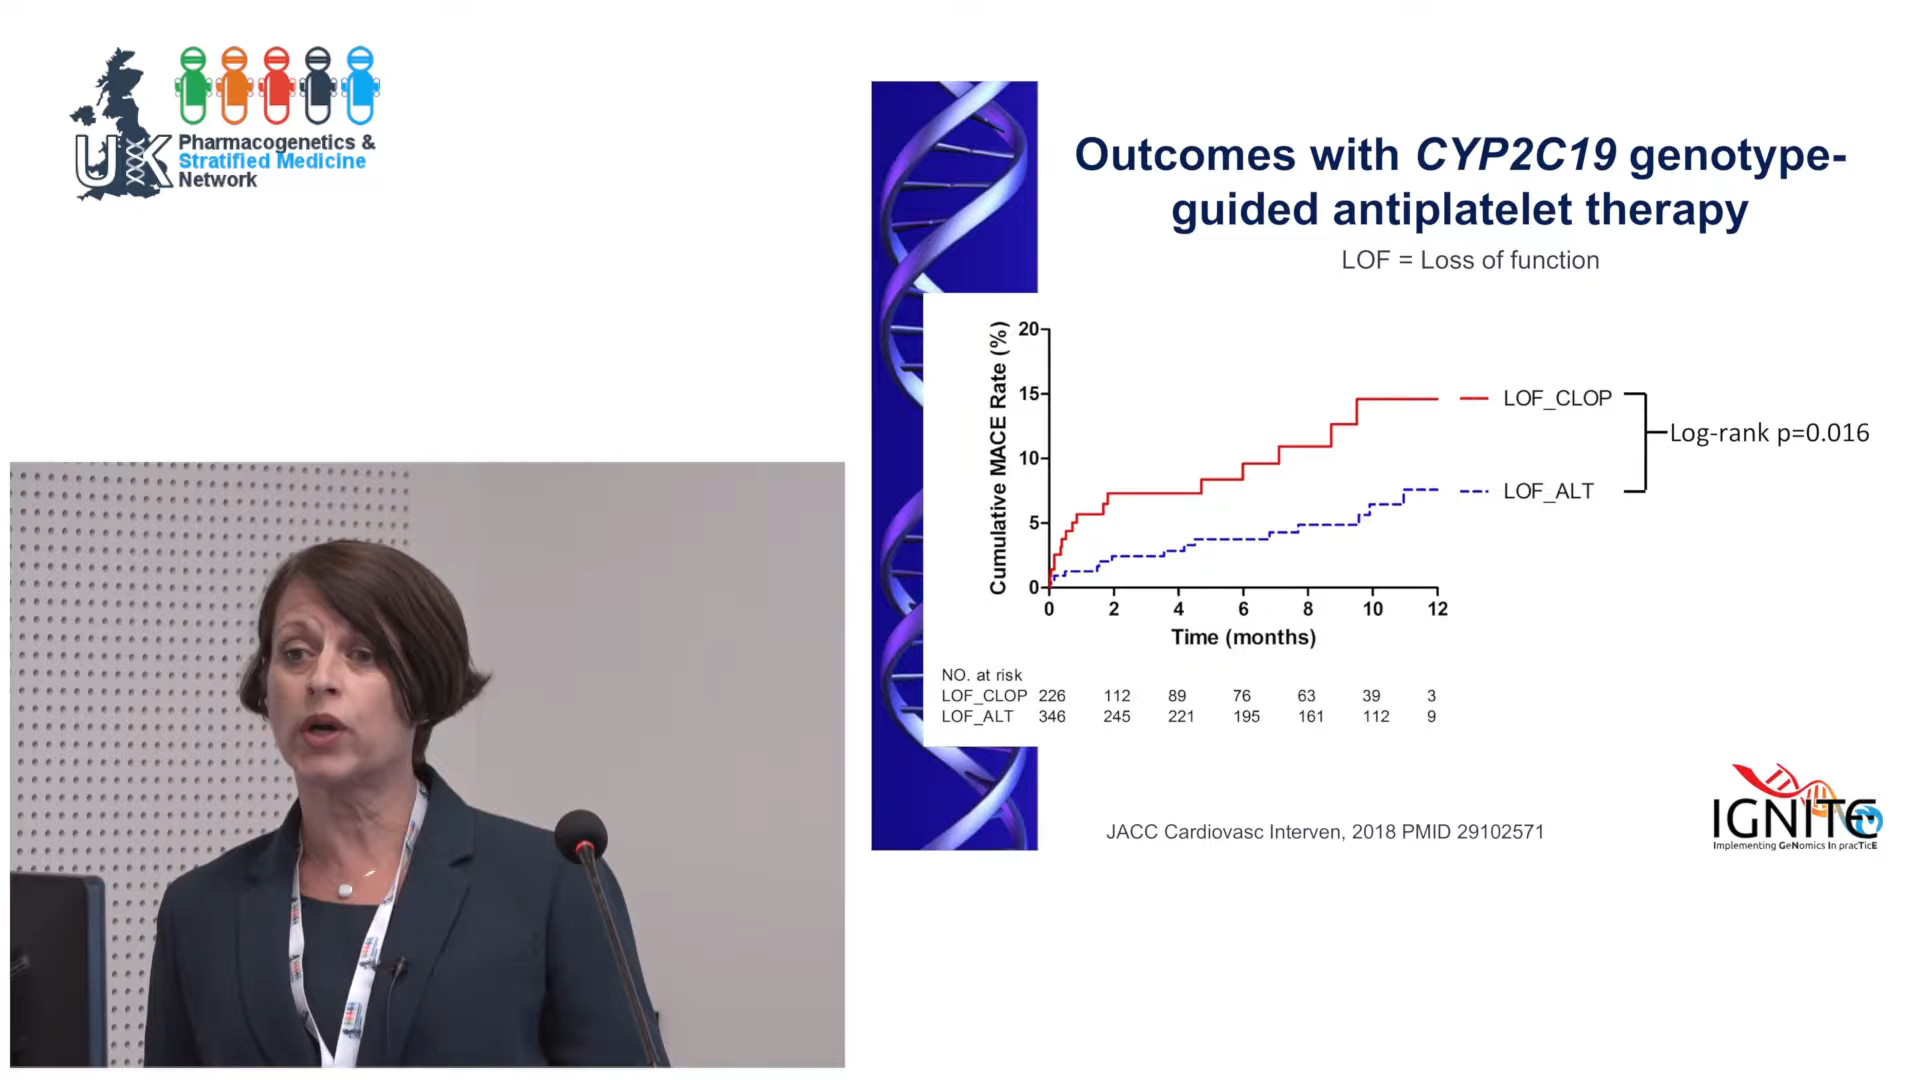 UK
Pharmacogenetics &
Stratified Medicine
Network
Outcomes with CYP2C19 genotype-
guided antiplatelet therapy
LOF = Loss of function
Cumulative MACE Rate (%)
20
15
10
5
0
0 2 4 6 8 10 12
Time (months)
LOF_CLOP
LOF_ALT
Log-rank p=0.016
NO. at risk
LOF_CLOP 226 112 89 76 63 39 3
LOF_ALT 346 245 221 195 161 112 9
JACC Cardiovasc Interven, 2018 PMID 29102571
IGNITE
Implementing GeNomics In pracTicE